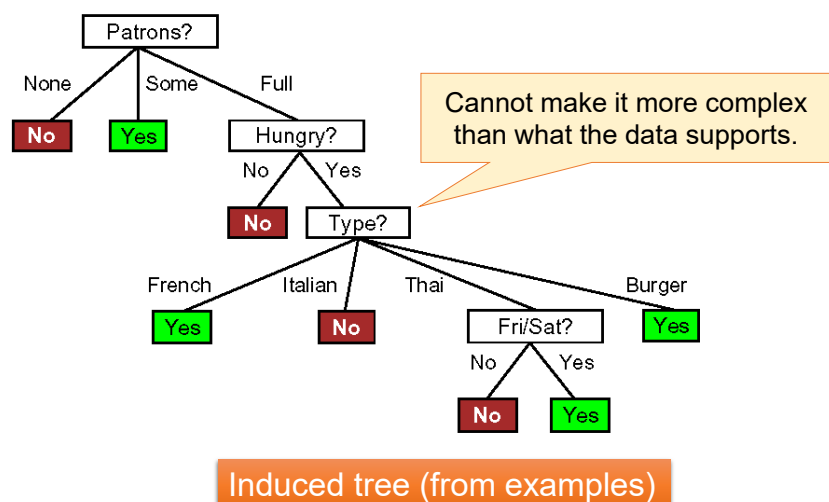 Patrons?
None Some Full
Cannot make it more complex
than what the data supports.
No Yes Hungry?
No Yes
No Type?
French Italian Thai Burger
Yes No Fri/Sat? Yes
No Yes
No Yes
Induced tree (from examples)